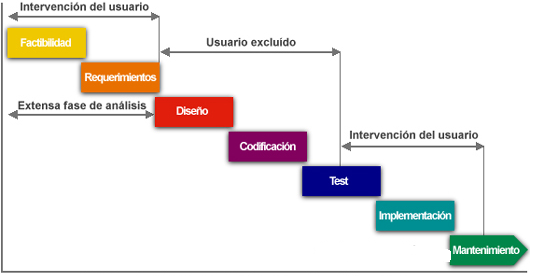 Intervención del usuario
Factibilidad
Usuario excluido
Requerimientos
Extensa fase de análisis
Diseño
Intervención del usuario
Codificación
Test
Implementación
Mantenimiento